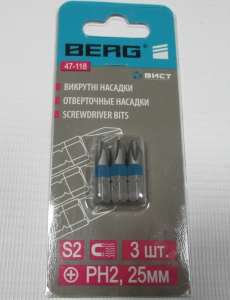 BERG
47-118
ВИСТ
ВИКРУТНІ НАСАДКИ
ОТВЕРТОЧНЫЕ НАСАДКИ
SCREWDRIVER BITS
S2 3 шт.
PH2, 25мм